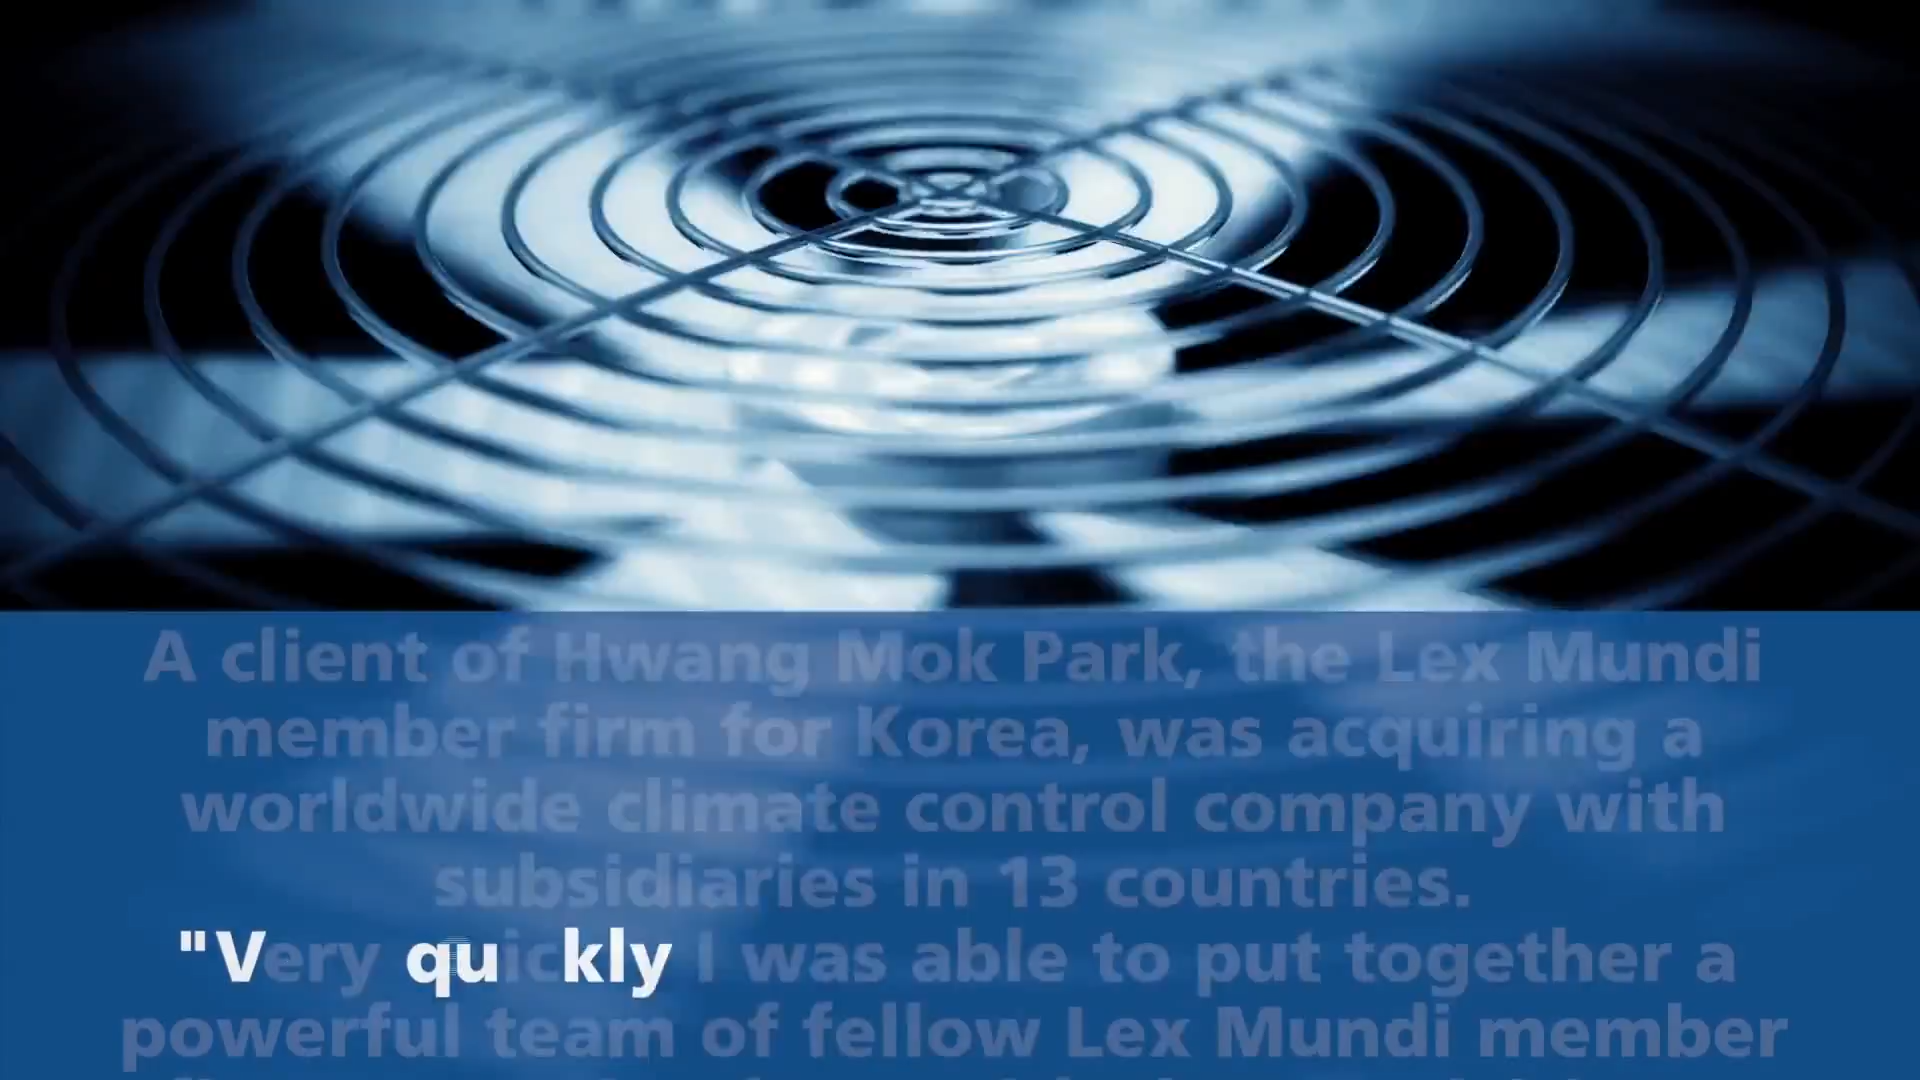 A client of Hwang Mok Park, the Lex Mundi
member firm for Korea, was acquiring a
worldwide climate control company with
subsidiaries in 13 countries.
"Very quickly I was able to put together a
powerful team of fellow Lex Mundi member